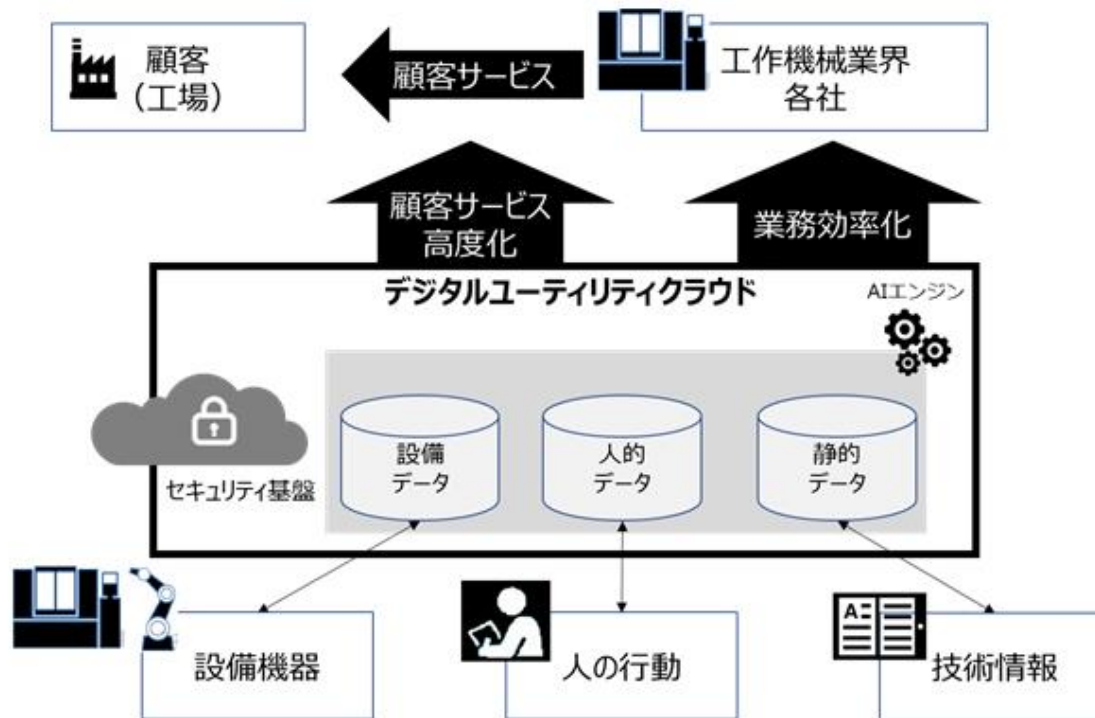 顧客
（工場）
顧客サービス
工作機械業界
各社
顧客サービス
高度化
業務効率化
デジタルユーティリティクラウド
AIエンジン
セキュリティ基盤
設備
データ
人的
データ
静的
データ
設備機器
人の行動
A
技術情報